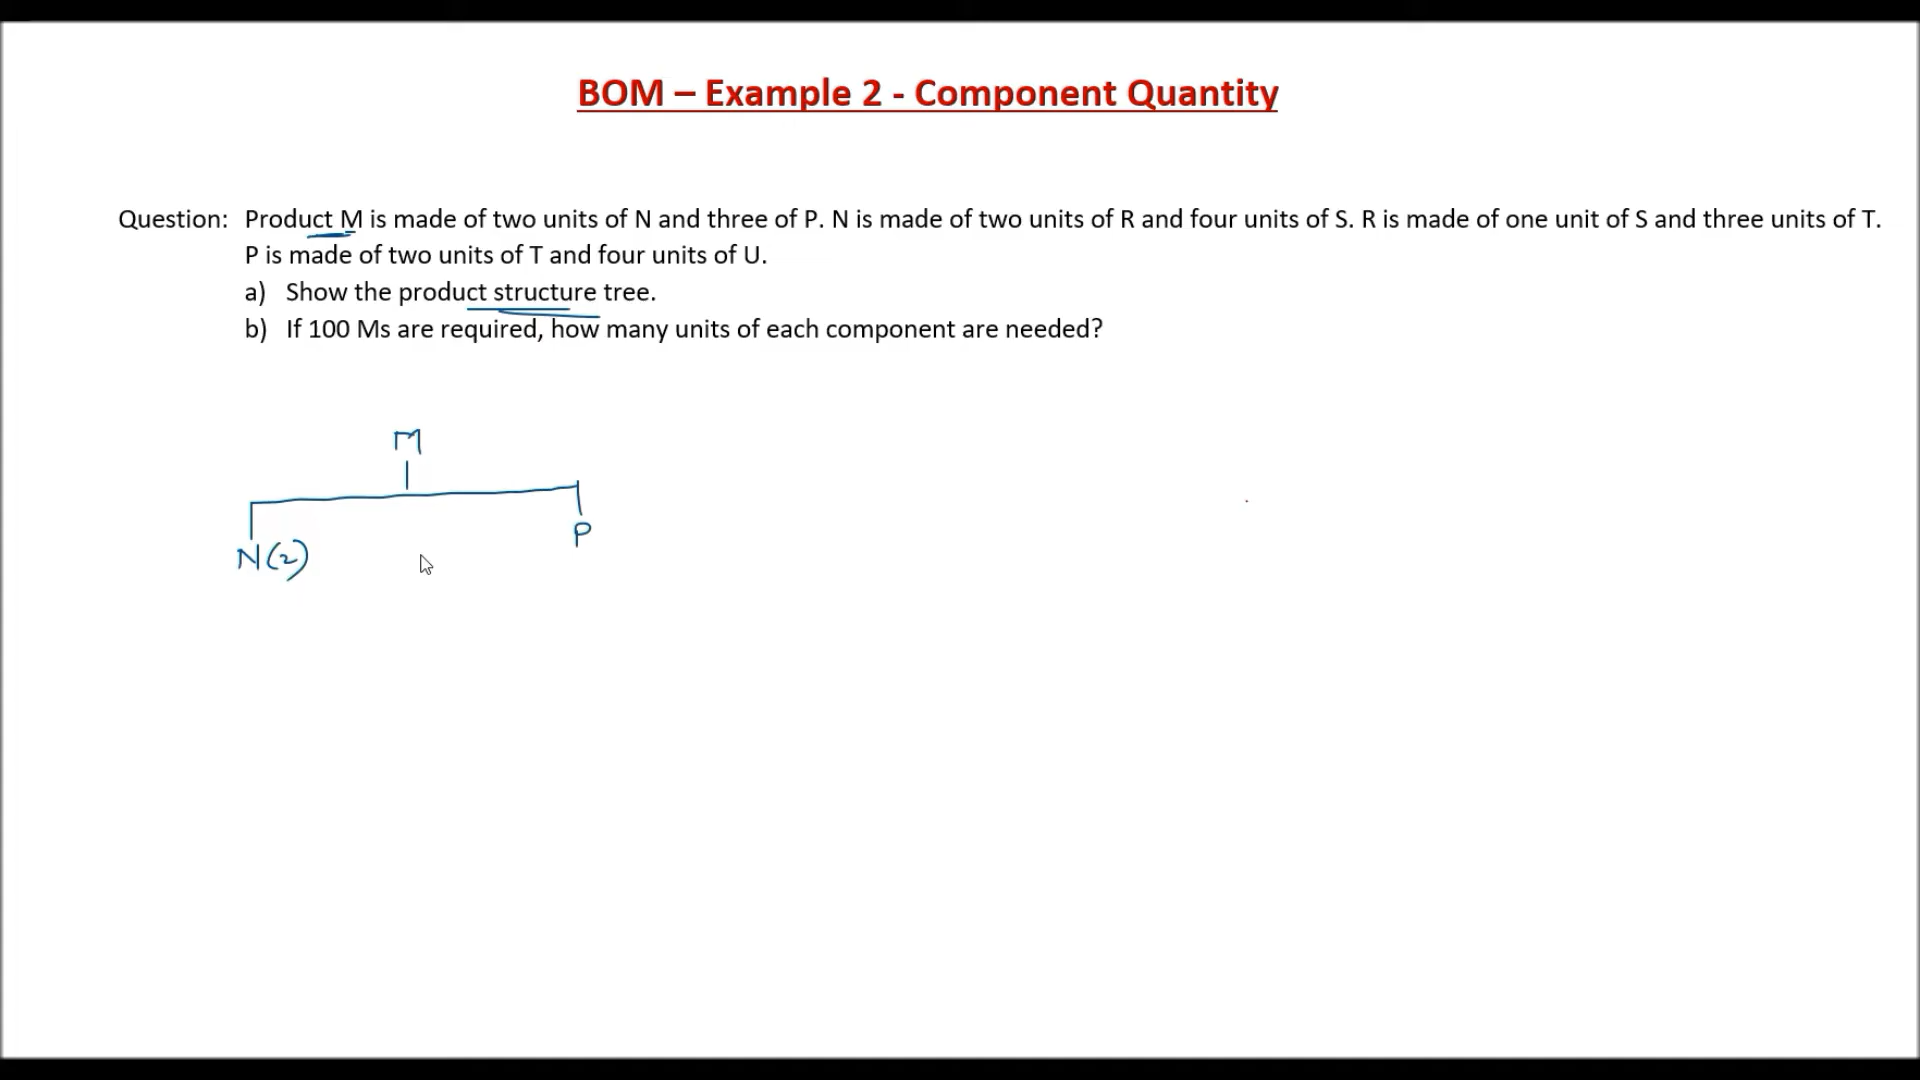 BOM – Example 2 - Component Quantity
Question: Product M is made of two units of N and three of P. N is made of two units of R and four units of S. R is made of one unit of S and three units of T.
P is made of two units of T and four units of U.
a) Show the product structure tree.
b) If 100 Ms are required, how many units of each component are needed?
M
N(2)
P